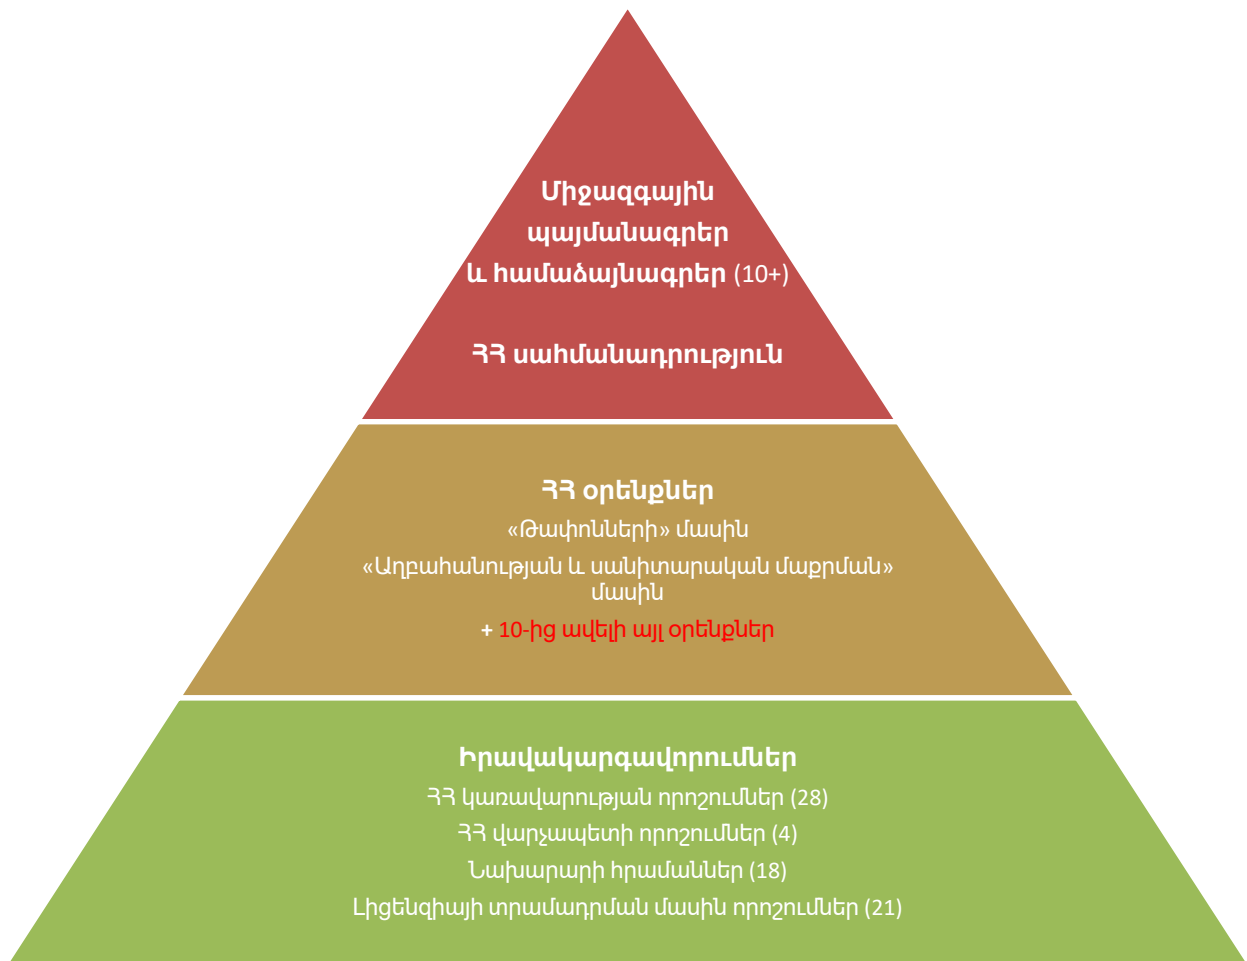 Միջազգային
պայմանագրեր
և համաձայնագրեր (10+)
ՀՀ սահմանադրություն
ՀՀ օրենքներ
«Թափոնների» մասին
«Աղբահանության և սանիտարական մաքրման»
մասին
+ 10-ից ավելի այլ օրենքներ
Իրավակարգավորումներ
ՀՀ կառավարության որոշումներ (28)
ՀՀ վարչապետի որոշումներ (4)
Նախարարի հրամաններ (18)
Լիցենզիայի տրամադրման մասին որոշումներ (21)